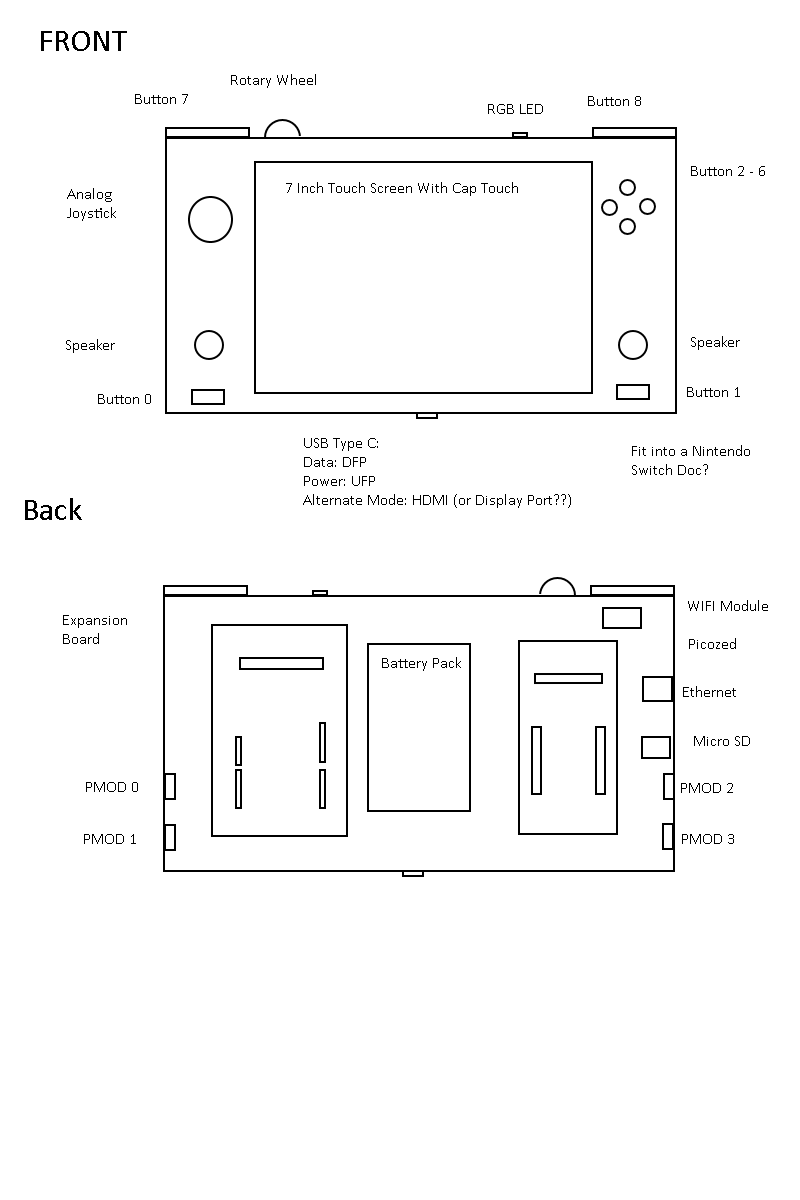 FRONT
Rotary Wheel
Button 7
RGB LED
Button 8
Button 2 - 6
7 Inch Touch Screen With Cap Touch
Analog
Joystick
Speaker
Speaker
Button 0
Button 1
USB Type C:
Data: DFP
Power: UFP
Alternate Mode: HDMI (or Display Port??)
Fit into a Nintendo
Switch Doc?
Back
Expansion
Board
WIFI Module
Picozed
Battery Pack
Ethernet
Micro SD
PMOD 0
PMOD 2
PMOD 1
PMOD 3